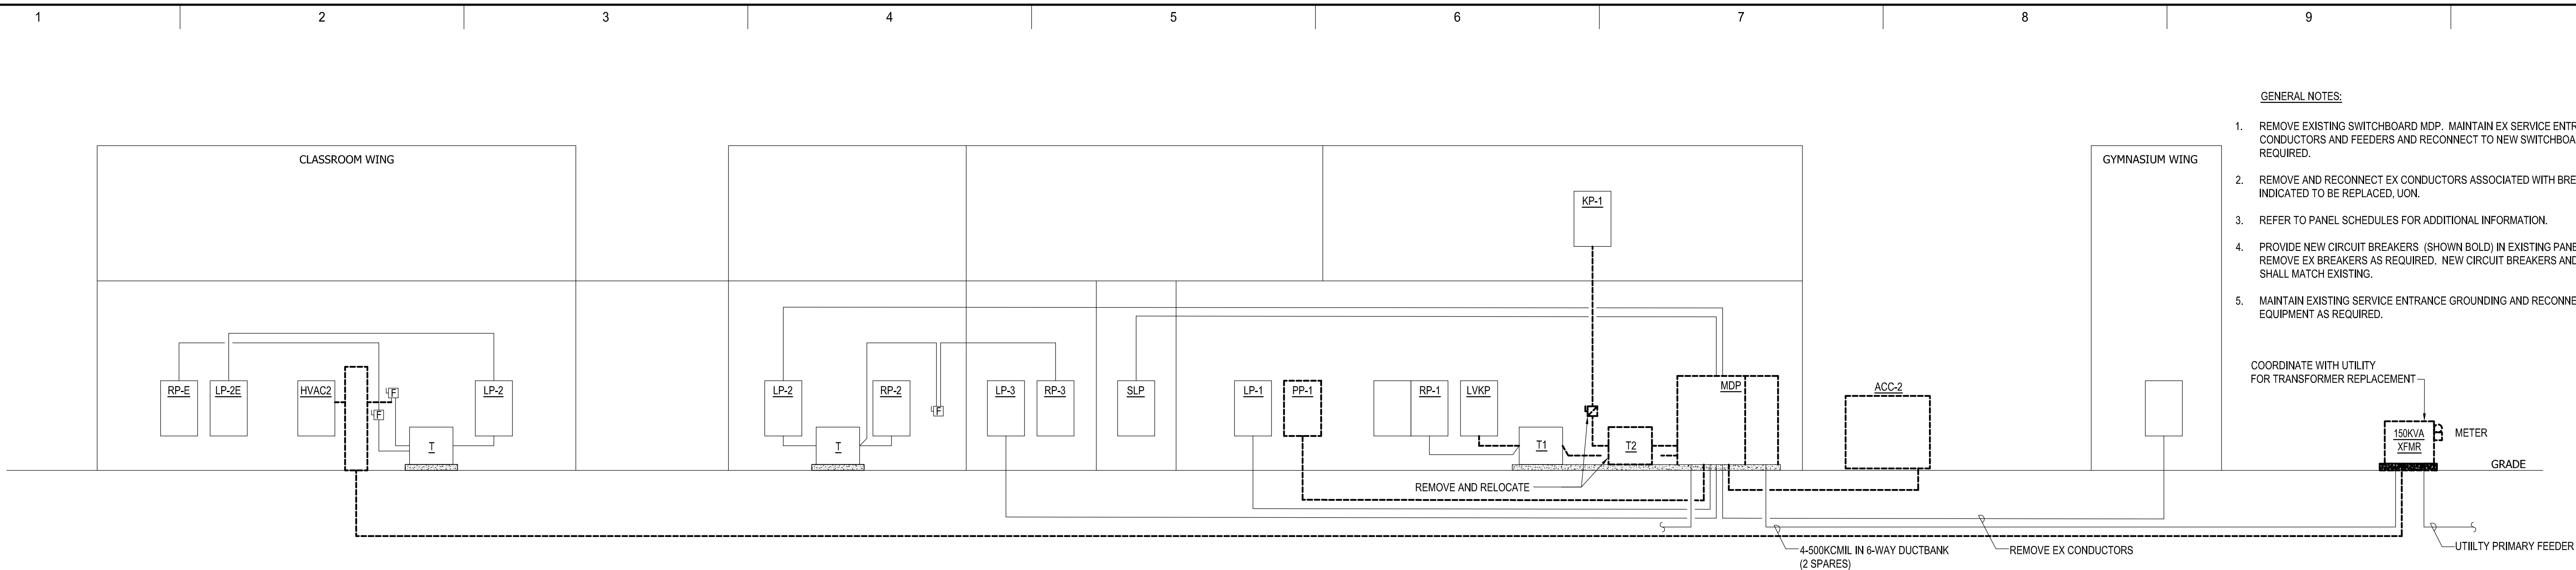 1 2 3 4 5 6 7 8 9
GENERAL NOTES:
1. REMOVE EXISTING SWITCHBOARD MDP. MAINTAIN EX SERVICE ENTR
CONDUCTORS AND FEEDERS AND RECONNECT TO NEW SWITCHBOA
REQUIRED.
2. REMOVE AND RECONNECT EX CONDUCTORS ASSOCIATED WITH BRE
INDICATED TO BE REPLACED, UON.
3. REFER TO PANEL SCHEDULES FOR ADDITIONAL INFORMATION.
4. PROVIDE NEW CIRCUIT BREAKERS (SHOWN BOLD) IN EXISTING PANE
REMOVE EX BREAKERS AS REQUIRED. NEW CIRCUIT BREAKERS AND
SHALL MATCH EXISTING.
5. MAINTAIN EXISTING SERVICE ENTRANCE GROUNDING AND RECONNE
EQUIPMENT AS REQUIRED.
CLASSROOM WING
GYMNASIUM WING
KP-1
COORDINATE WITH UTILITY
FOR TRANSFORMER REPLACEMENT
RP-E
LP-2E
HVAC2
F
F
T
LP-2
LP-2
T
RP-2
F
LP-3
RP-3
SLP
LP-1
PP-1
RP-1
LVKP
T1
T2
MDP
ACC-2
150KVA
XFMR
METER
GRADE
REMOVE AND RELOCATE
4-500KCMIL IN 6-WAY DUCTBANK
(2 SPARES)
REMOVE EX CONDUCTORS
UTIILTY PRIMARY FEEDER